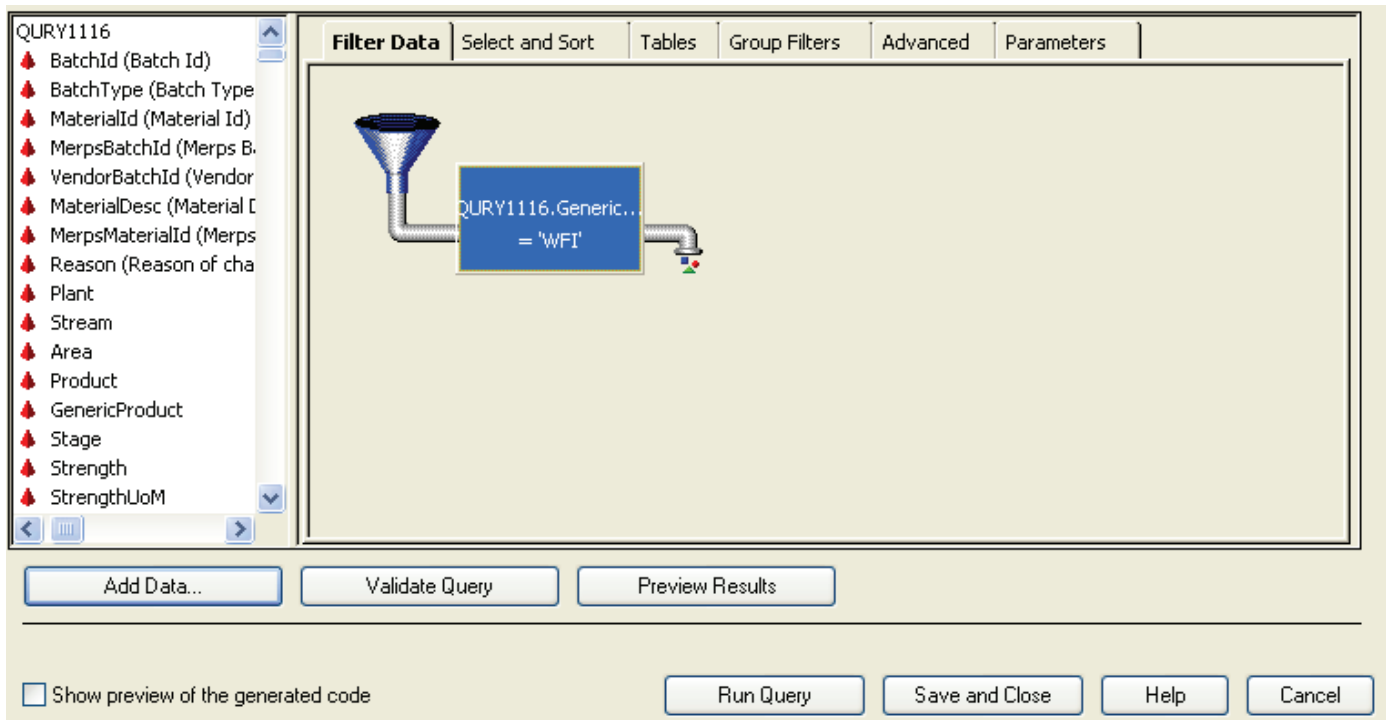 QURY1116
BatchId (Batch Id)
BatchType (Batch Type
MaterialId (Material Id)
MerpsBatchId (Merps Ba
VendorBatchId (Vendor
MaterialDesc (Material D
MerpsMaterialId (Merps
Reason (Reason of cha
Plant
Stream
Area
Product
GenericProduct
Stage
Strength
StrengthUoM
Filter Data
Select and Sort
Tables
Group Filters
Advanced
Parameters
QURY1116.Generic...
= 'WFI'
Add Data...
Validate Query
Preview Results
Show preview of the generated code
Run Query
Save and Close
Help
Cancel